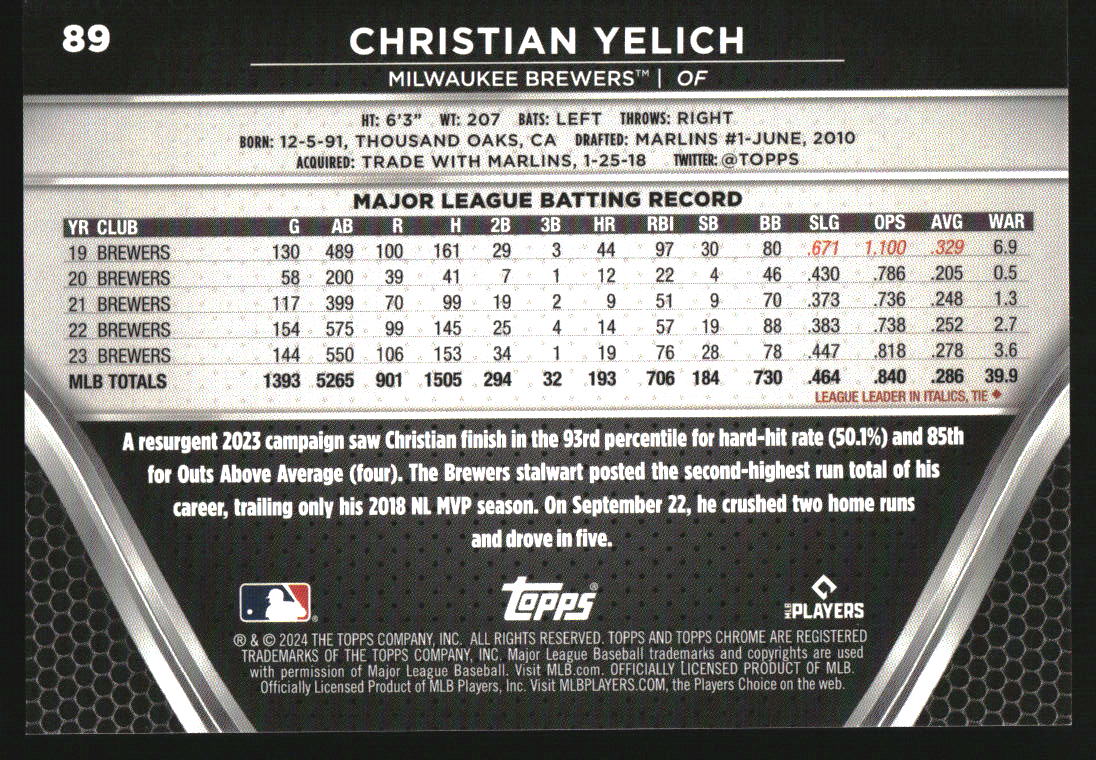 89
CHRISTIAN YELICH
MILWAUKEE BREWERS™ | OF
HT: 6'3" WT: 207 BATS: LEFT THROWS: RIGHT
BORN: 12-5-91, THOUSAND OAKS, CA DRAFTED: MARLINS #1-JUNE, 2010
ACQUIRED: TRADE WITH MARLINS, 1-25-18 TWITTER: @TOPPS
MAJOR LEAGUE BATTING RECORD
YR CLUB G AB R H 2B 3B HR RBI SB BB SLG OPS AVG WAR
19 BREWERS 130 489 100 161 29 3 44 97 30 80 .671 1.100 .329 6.9
20 BREWERS 58 200 39 41 7 1 12 22 4 46 .430 .786 .205 0.5
21 BREWERS 117 399 70 99 19 2 9 51 9 70 .373 .736 .248 1.3
22 BREWERS 154 575 99 145 25 4 14 57 19 88 .383 .738 .252 2.7
23 BREWERS 144 550 106 153 34 1 19 76 28 78 .447 .818 .278 3.6
MLB TOTALS 1393 5265 901 1505 294 32 193 706 184 730 .464 .840 .286 39.9
LEAGUE LEADER IN ITALICS, TIE ◆
A resurgent 2023 campaign saw Christian finish in the 93rd percentile for hard-hit rate (50.1%) and 85th
for Outs Above Average (four). The Brewers stalwart posted the second-highest run total of his
career, trailing only his 2018 NL MVP season. On September 22, he crushed two home runs
and drove in five.
topps®
MLB PLAYERS
® & © 2024 THE TOPPS COMPANY, INC. ALL RIGHTS RESERVED. TOPPS AND TOPPS CHROME ARE REGISTERED
TRADEMARKS OF THE TOPPS COMPANY, INC. Major League Baseball trademarks and copyrights are used
with permission of Major League Baseball. Visit MLB.com. OFFICIALLY LICENSED PRODUCT OF MLB.
Officially Licensed Product of MLB Players, Inc. Visit MLBPLAYERS.COM, the Players Choice on the web.